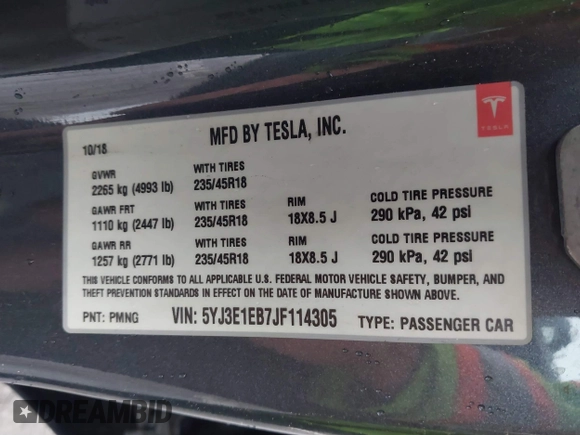 MFD BY TESLA, INC.
TESLA
10/18
GVWR WITH TIRES
2265 kg (4993 lb) 235/45R18
GAWR FRT WITH TIRES RIM COLD TIRE PRESSURE
1110 kg (2447 lb) 235/45R18 18X8.5 J 290 kPa, 42 psi
GAWR RR WITH TIRES RIM COLD TIRE PRESSURE
1257 kg (2771 lb) 235/45R18 18X8.5 J 290 kPa, 42 psi
THIS VEHICLE CONFORMS TO ALL APPLICABLE U.S. FEDERAL MOTOR VEHICLE SAFETY, BUMPER, AND
THEFT PREVENTION STANDARDS IN EFFECT ON THE DATE OF MANUFACTURE SHOWN ABOVE.
PNT: PMNG VIN: 5YJ3E1EB7JF114305 TYPE: PASSENGER CAR
DREAMBID